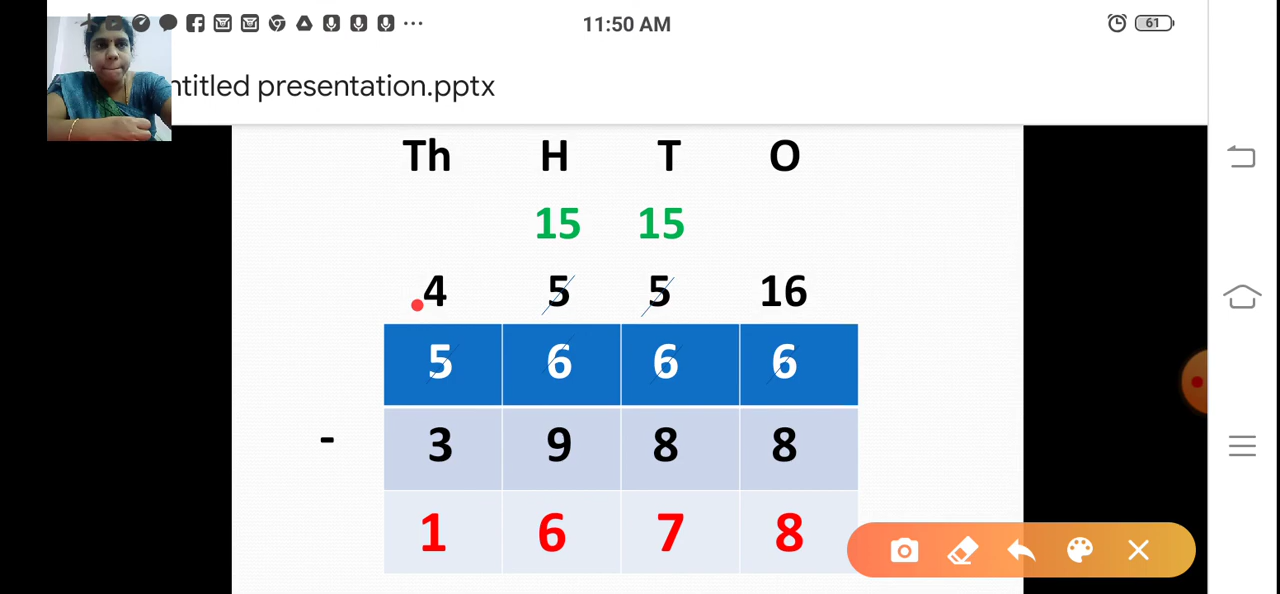 11:50 AM
61
ntitled presentation.pptx
Th H T O
15 15
4 5 5 16
5 6 6 6
- 3 9 8 8
1 6 7 8